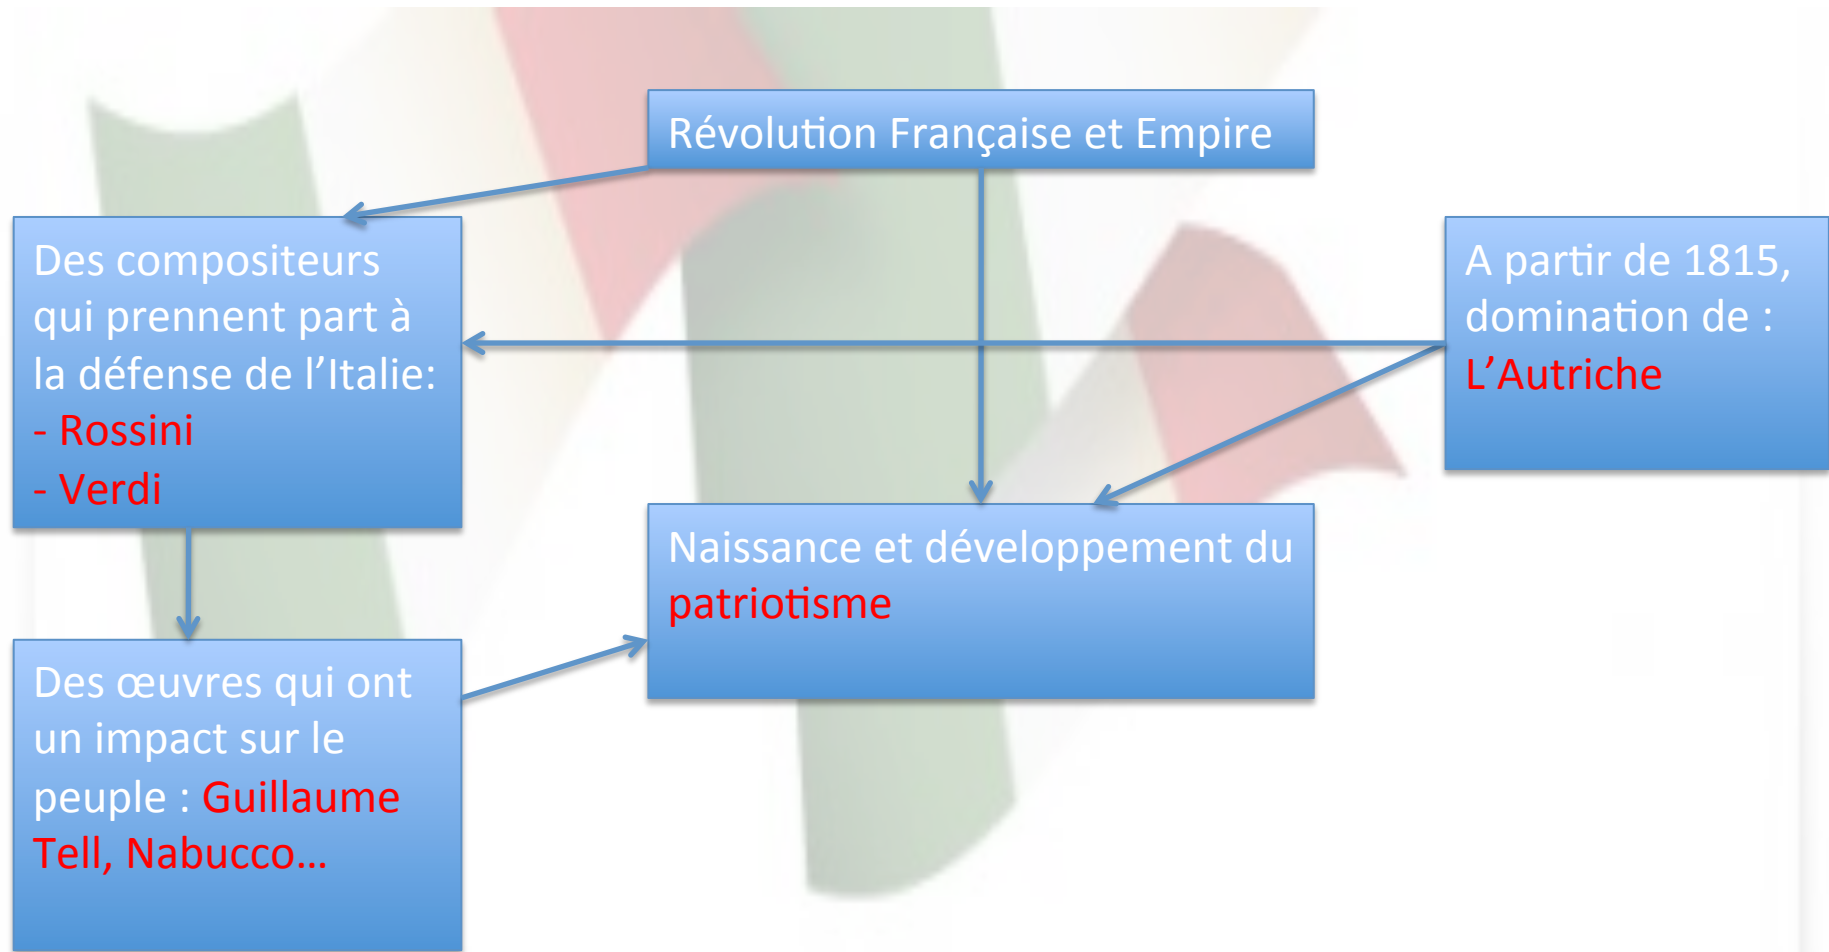 Révolution Française et Empire
Des compositeurs
qui prennent part à
la défense de l’Italie:
- Rossini
- Verdi
A partir de 1815,
domination de :
L’Autriche
Naissance et développement du
patriotisme
Des œuvres qui ont
un impact sur le
peuple : Guillaume
Tell, Nabucco…